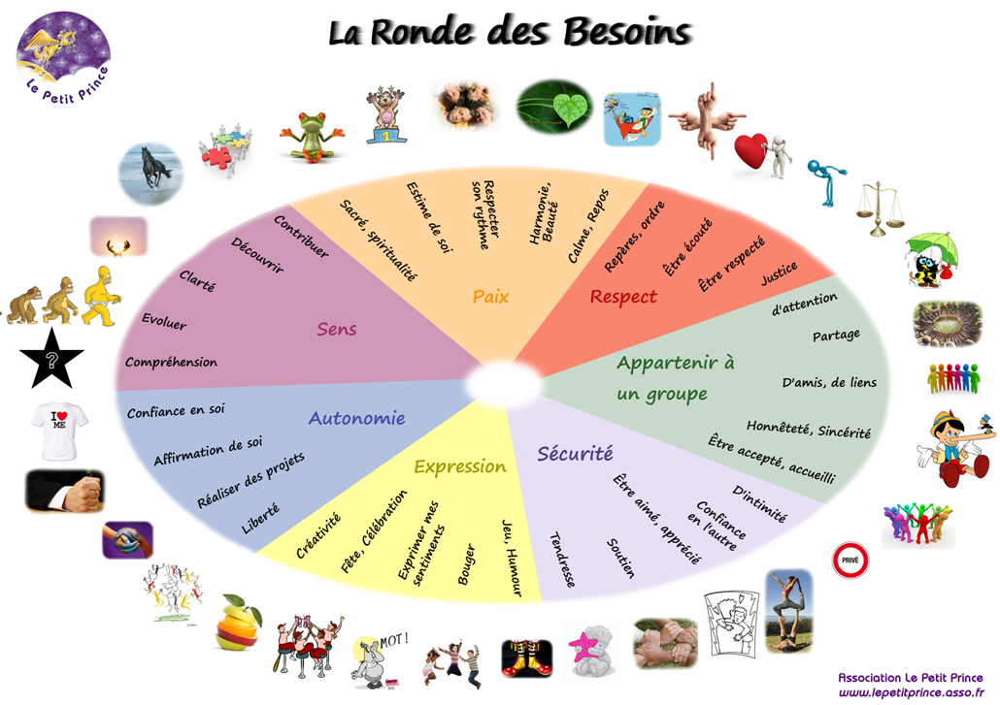 La Ronde des Besoins
Le Petit Prince
1
Paix
Sacré, spiritualité
Estime de soi
Respecter
son rythme
Harmonie,
Beauté
Calme, Repos
Respect
Repères, ordre
Être écouté
Être respecté
Justice
Appartenir à
un groupe
d'attention
Partage
D'amis, de liens
Honnêteté, Sincérité
Être accepté, accueilli
Sécurité
D'intimité
Confiance
en l'autre
Être aimé, apprécié
Soutien
Tendresse
Expression
Jeu, Humour
Bouger
Exprimer mes
sentiments
Fête, Célébration
Créativité
Autonomie
Liberté
Réaliser des projets
Affirmation de soi
Confiance en soi
Sens
Compréhension
Evoluer
Clarté
Découvrir
Contribuer
?
I
ME
PRIVÉ
MOT !
Association Le Petit Prince
www.lepetitprince.asso.fr